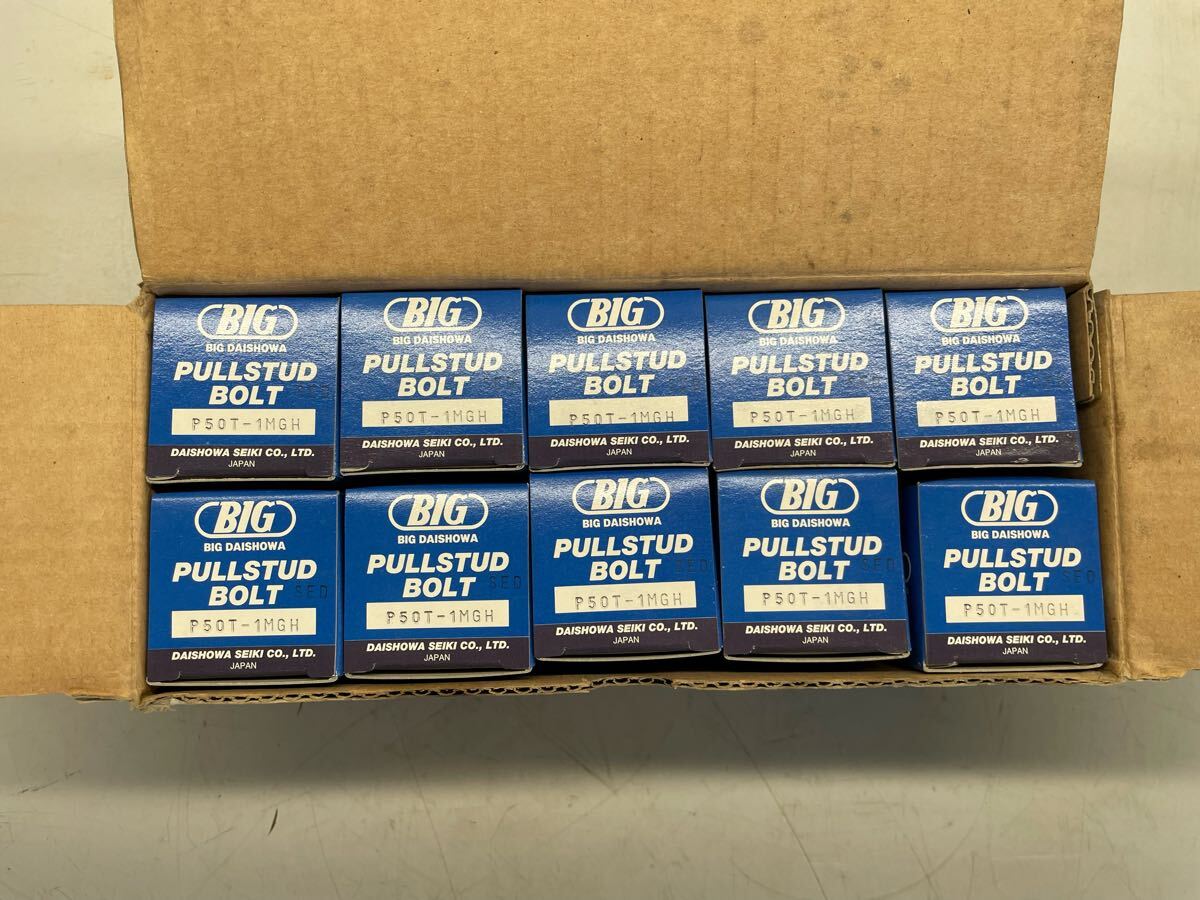 BIG
BIG DAISHOWA
PULLSTUD
BOLT
P50T-1MGH
DAISHOWA SEIKI CO., LTD.
JAPAN
BIG
BIG DAISHOWA
PULLSTUD
BOLT SED
P50T-1MGH
DAISHOWA SEIKI CO., LTD.
JAPAN
BIG
BIG DAISHOWA
PULLSTUD
BOLT
P50T-1MGH
DAISHOWA SEIKI CO., LTD.
JAPAN
BIG
BIG DAISHOWA
PULLSTUD
BOLT
P50T-1MGH
DAISHOWA SEIKI CO., LTD.
JAPAN
BIG
BIG DAISHOWA
PULLSTUD
BOLT
P50T-1MGH
DAISHOWA SEIKI CO., LTD.
JAPAN
BIG
BIG DAISHOWA
PULLSTUD
BOLT SED
P50T-1MGH
DAISHOWA SEIKI CO., LTD.
JAPAN
BIG
BIG DAISHOWA
PULLSTUD
BOLT SED
P50T-1MGH
DAISHOWA SEIKI CO., LTD.
JAPAN
BIG
BIG DAISHOWA
PULLSTUD
BOLT SED
P50T-1MGH
DAISHOWA SEIKI CO., LTD.
JAPAN
BIG
BIG DAISHOWA
PULLSTUD
BOLT SED
P50T-1MGH
DAISHOWA SEIKI CO., LTD.
JAPAN
BIG
BIG DAISHOWA
PULLSTUD
BOLT SED
P50T-1MGH
DAISHOWA SEIKI CO., LTD.
JAPAN